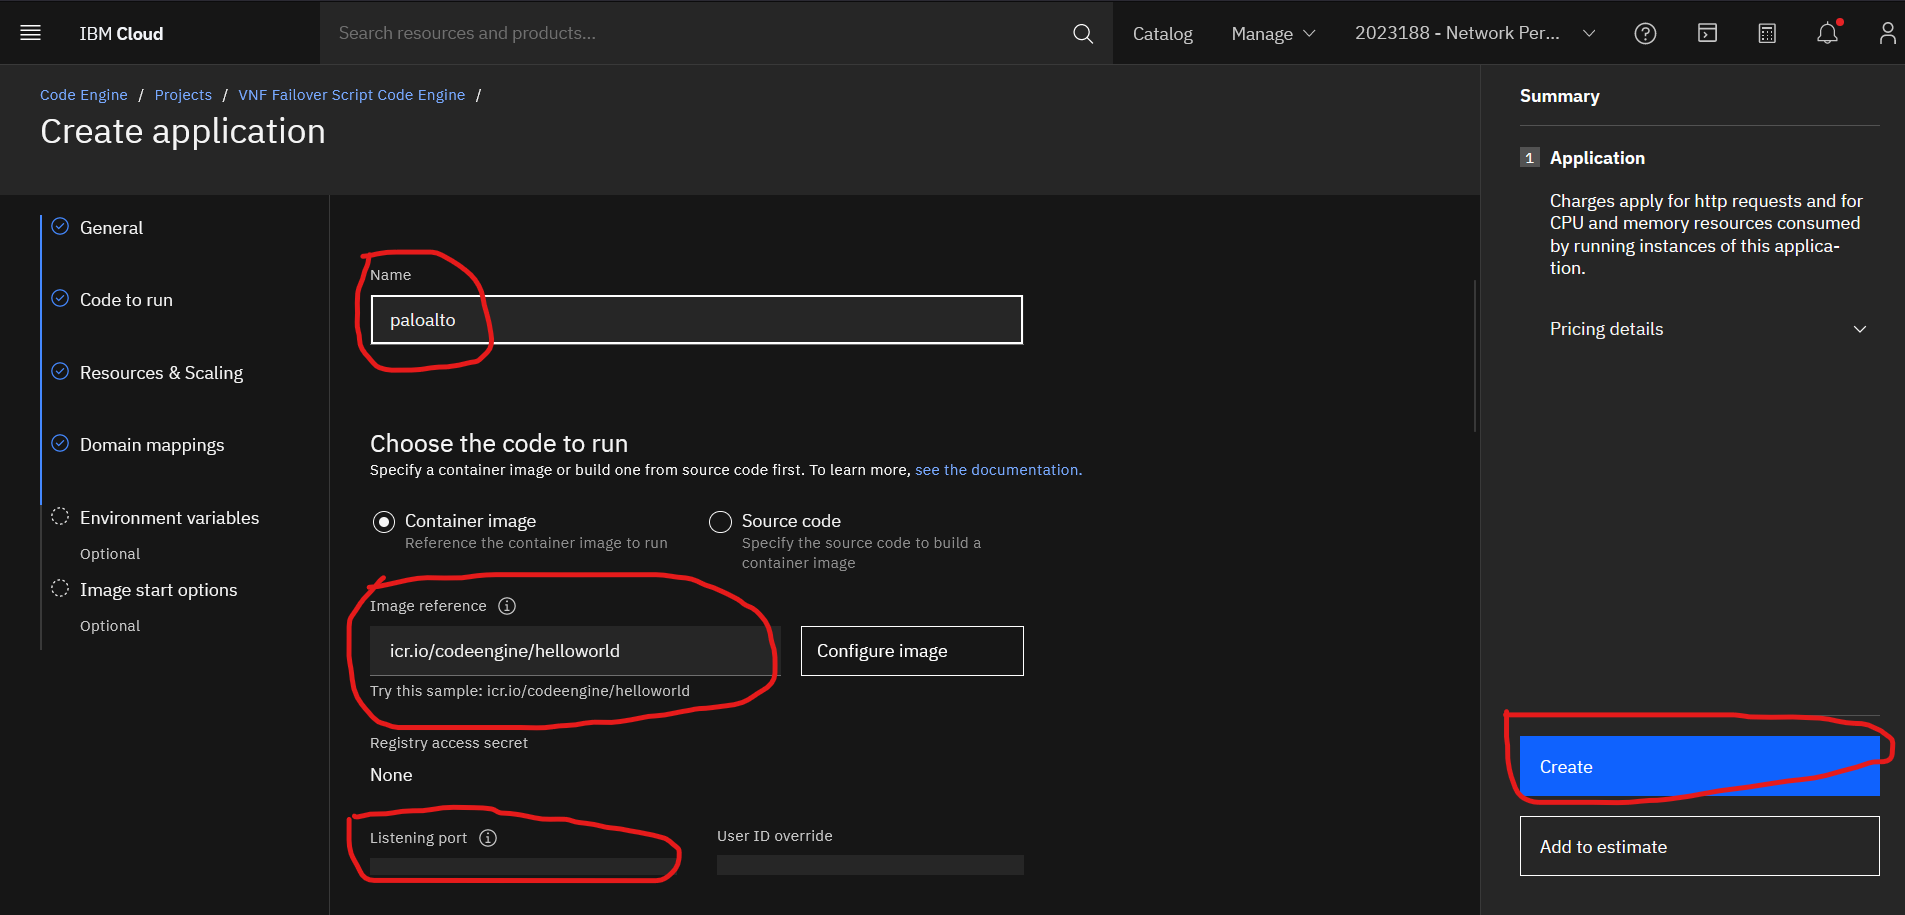 IBM Cloud
Search resources and products...
Catalog
Manage
2023188 - Network Per...
Code Engine / Projects / VNF Failover Script Code Engine /
Create application
General
Code to run
Resources & Scaling
Domain mappings
Environment variables
Optional
Image start options
Optional
Name
paloalto
Choose the code to run
Specify a container image or build one from source code first. To learn more, see the documentation.
Container image
Reference the container image to run
Source code
Specify the source code to build a
container image
Image reference
icr.io/codeengine/helloworld
Configure image
Try this sample: icr.io/codeengine/helloworld
Registry access secret
None
Listening port
User ID override
Summary
1 Application
Charges apply for http requests and for
CPU and memory resources consumed
by running instances of this applica-
tion.
Pricing details
Create
Add to estimate